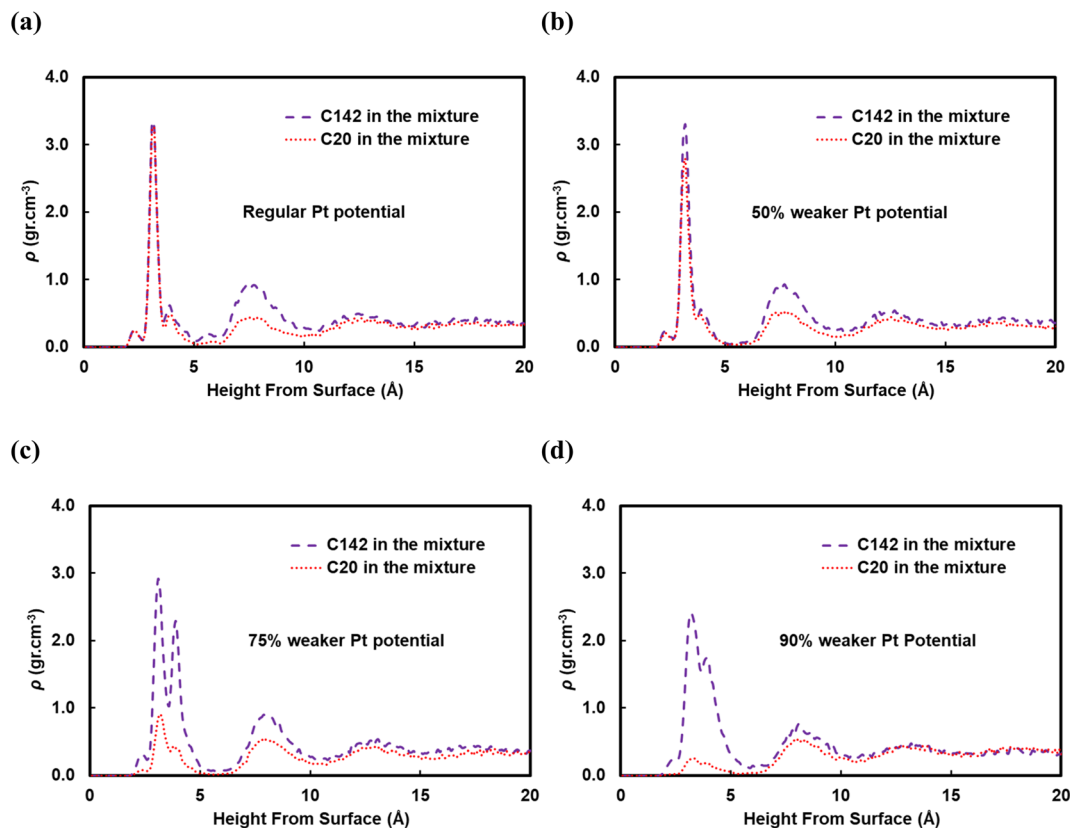 (a)
4.0
3.0
2.0
1.0
0.0
ρ (gr.cm-3)
C142 in the mixture
C20 in the mixture
Regular Pt potential
0
5
10
15
20
Height From Surface (Å)
(b)
4.0
3.0
2.0
1.0
0.0
ρ (gr.cm-3)
C142 in the mixture
C20 in the mixture
50% weaker Pt potential
0
5
10
15
20
Height From Surface (Å)
(c)
4.0
3.0
2.0
1.0
0.0
ρ (gr.cm-3)
C142 in the mixture
C20 in the mixture
75% weaker Pt potential
0
5
10
15
20
Height From Surface (Å)
(d)
4.0
3.0
2.0
1.0
0.0
ρ (gr.cm-3)
C142 in the mixture
C20 in the mixture
90% weaker Pt Potential
0
5
10
15
20
Height From Surface (Å)